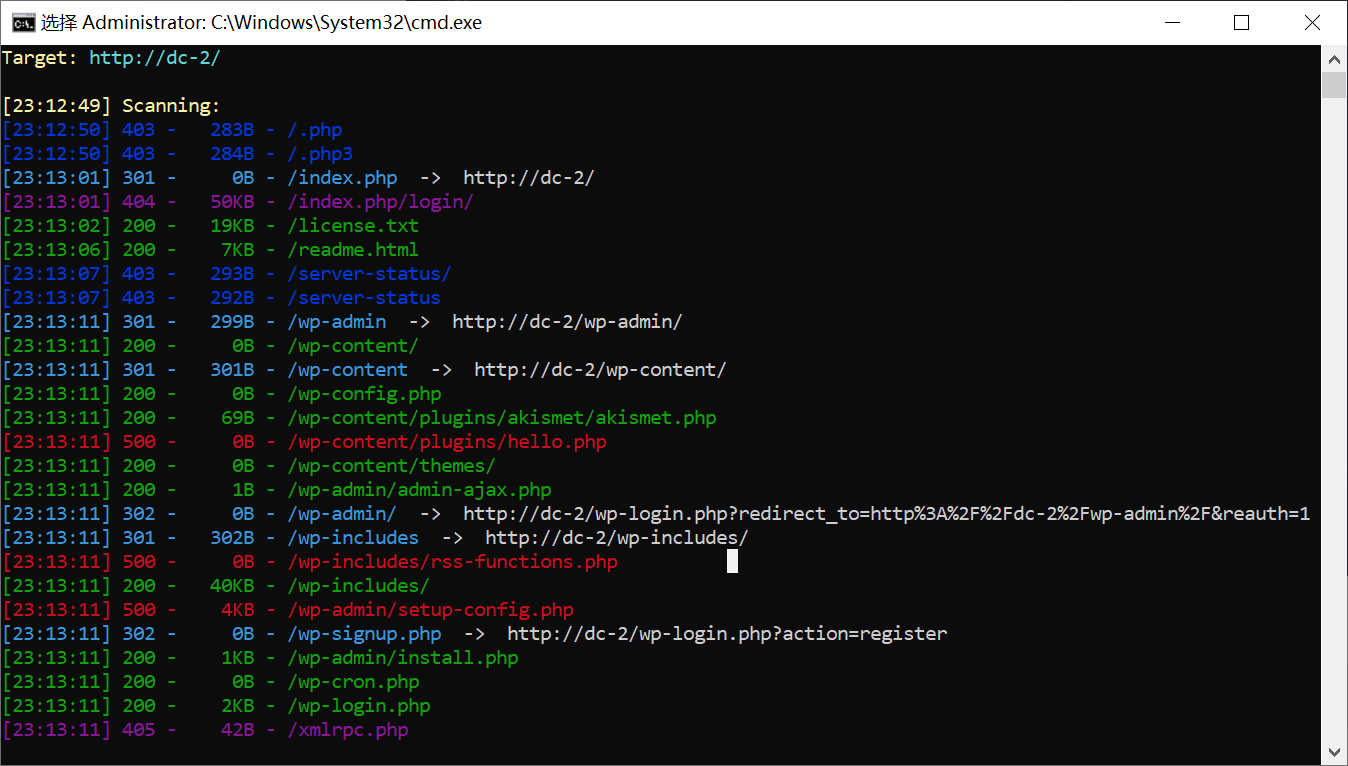 选择 Administrator: C:\Windows\System32\cmd.exe
Target: http://dc-2/
[23:12:49] Scanning:
[23:12:50] 403 -   283B - /.php
[23:12:50] 403 -   284B - /.php3
[23:13:01] 301 -     0B - /index.php  ->  http://dc-2/
[23:13:01] 404 -   50KB - /index.php/login/
[23:13:02] 200 -   19KB - /license.txt
[23:13:06] 200 -    7KB - /readme.html
[23:13:07] 403 -   293B - /server-status/
[23:13:07] 403 -   292B - /server-status
[23:13:11] 301 -   299B - /wp-admin  ->  http://dc-2/wp-admin/
[23:13:11] 200 -     0B - /wp-content/
[23:13:11] 301 -   301B - /wp-content  ->  http://dc-2/wp-content/
[23:13:11] 200 -     0B - /wp-config.php
[23:13:11] 200 -    69B - /wp-content/plugins/akismet/akismet.php
[23:13:11] 500 -     0B - /wp-content/plugins/hello.php
[23:13:11] 200 -     0B - /wp-content/themes/
[23:13:11] 200 -     1B - /wp-admin/admin-ajax.php
[23:13:11] 302 -     0B - /wp-admin/  ->  http://dc-2/wp-login.php?redirect_to=http%3A%2F%2Fdc-2%2Fwp-admin%2F&reauth=1
[23:13:11] 301 -   302B - /wp-includes  ->  http://dc-2/wp-includes/
[23:13:11] 500 -     0B - /wp-includes/rss-functions.php
[23:13:11] 200 -   40KB - /wp-includes/
[23:13:11] 500 -    4KB - /wp-admin/setup-config.php
[23:13:11] 302 -     0B - /wp-signup.php  ->  http://dc-2/wp-login.php?action=register
[23:13:11] 200 -    1KB - /wp-admin/install.php
[23:13:11] 200 -     0B - /wp-cron.php
[23:13:11] 200 -    2KB - /wp-login.php
[23:13:11] 405 -    42B - /xmlrpc.php